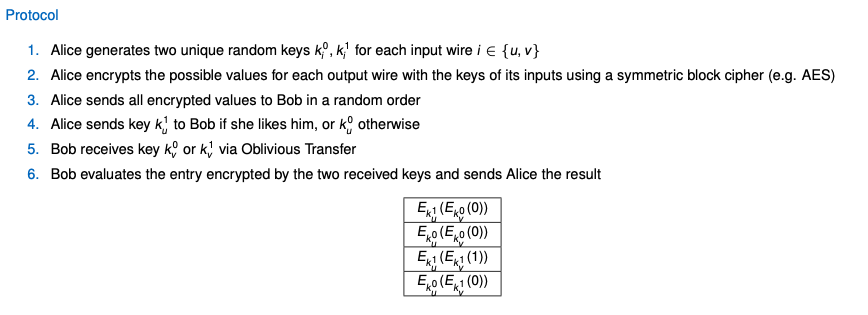 Protocol
1. Alice generates two unique random keys kᵢ⁰, kᵢ¹ for each input wire i ∈ {u, v}
2. Alice encrypts the possible values for each output wire with the keys of its inputs using a symmetric block cipher (e.g. AES)
3. Alice sends all encrypted values to Bob in a random order
4. Alice sends key k_u^1 to Bob if she likes him, or k_u^0 otherwise
5. Bob receives key k_v^0 or k_v^1 via Oblivious Transfer
6. Bob evaluates the entry encrypted by the two received keys and sends Alice the result
E_{k_u^1}(E_{k_v^0}(0))
E_{k_u^0}(E_{k_v^0}(0))
E_{k_u^1}(E_{k_v^1}(1))
E_{k_u^0}(E_{k_v^1}(0))